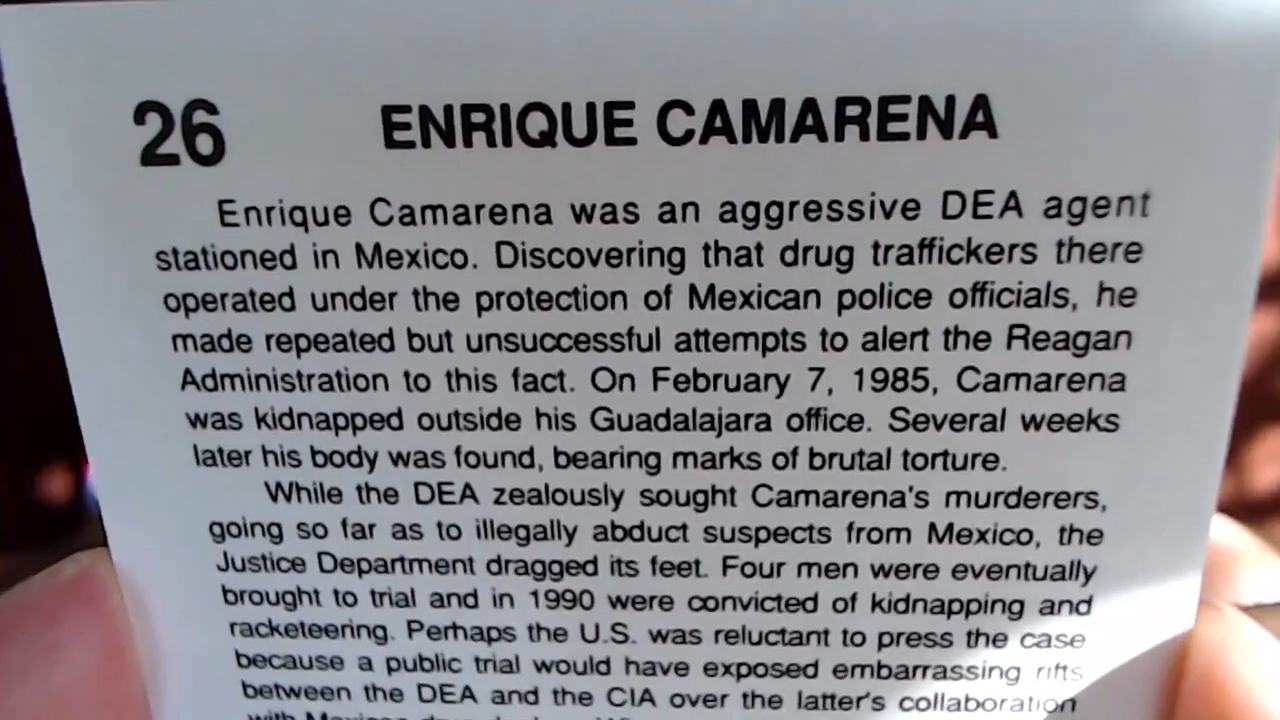 26 ENRIQUE CAMARENA
Enrique Camarena was an aggressive DEA agent
stationed in Mexico. Discovering that drug traffickers there
operated under the protection of Mexican police officials, he
made repeated but unsuccessful attempts to alert the Reagan
Administration to this fact. On February 7, 1985, Camarena
was kidnapped outside his Guadalajara office. Several weeks
later his body was found, bearing marks of brutal torture.
While the DEA zealously sought Camarena's murderers,
going so far as to illegally abduct suspects from Mexico, the
Justice Department dragged its feet. Four men were eventually
brought to trial and in 1990 were convicted of kidnapping and
racketeering. Perhaps the U.S. was reluctant to press the case
because a public trial would have exposed embarrassing rifts
between the DEA and the CIA over the latter's collaboration